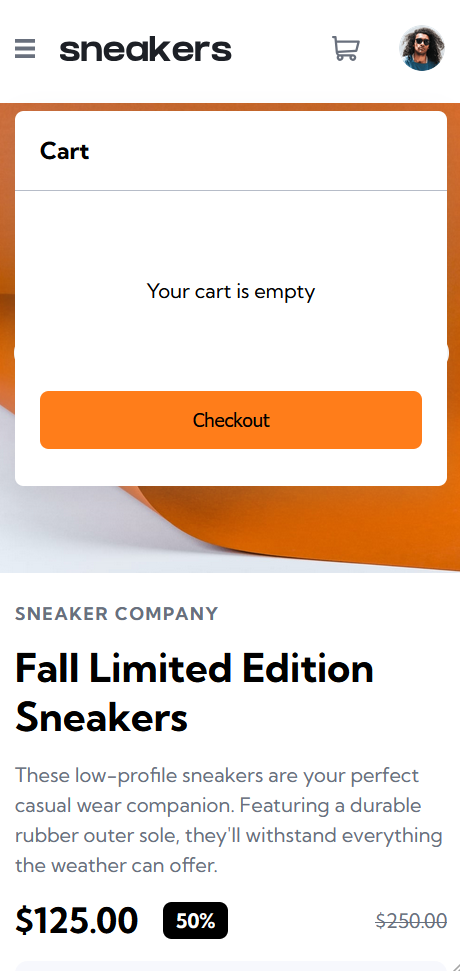 sneakers
Cart
Your cart is empty
Checkout
SNEAKER COMPANY
Fall Limited Edition
Sneakers
These low-profile sneakers are your perfect
casual wear companion. Featuring a durable
rubber outer sole, they'll withstand everything
the weather can offer.
$125.00 50% $250.00